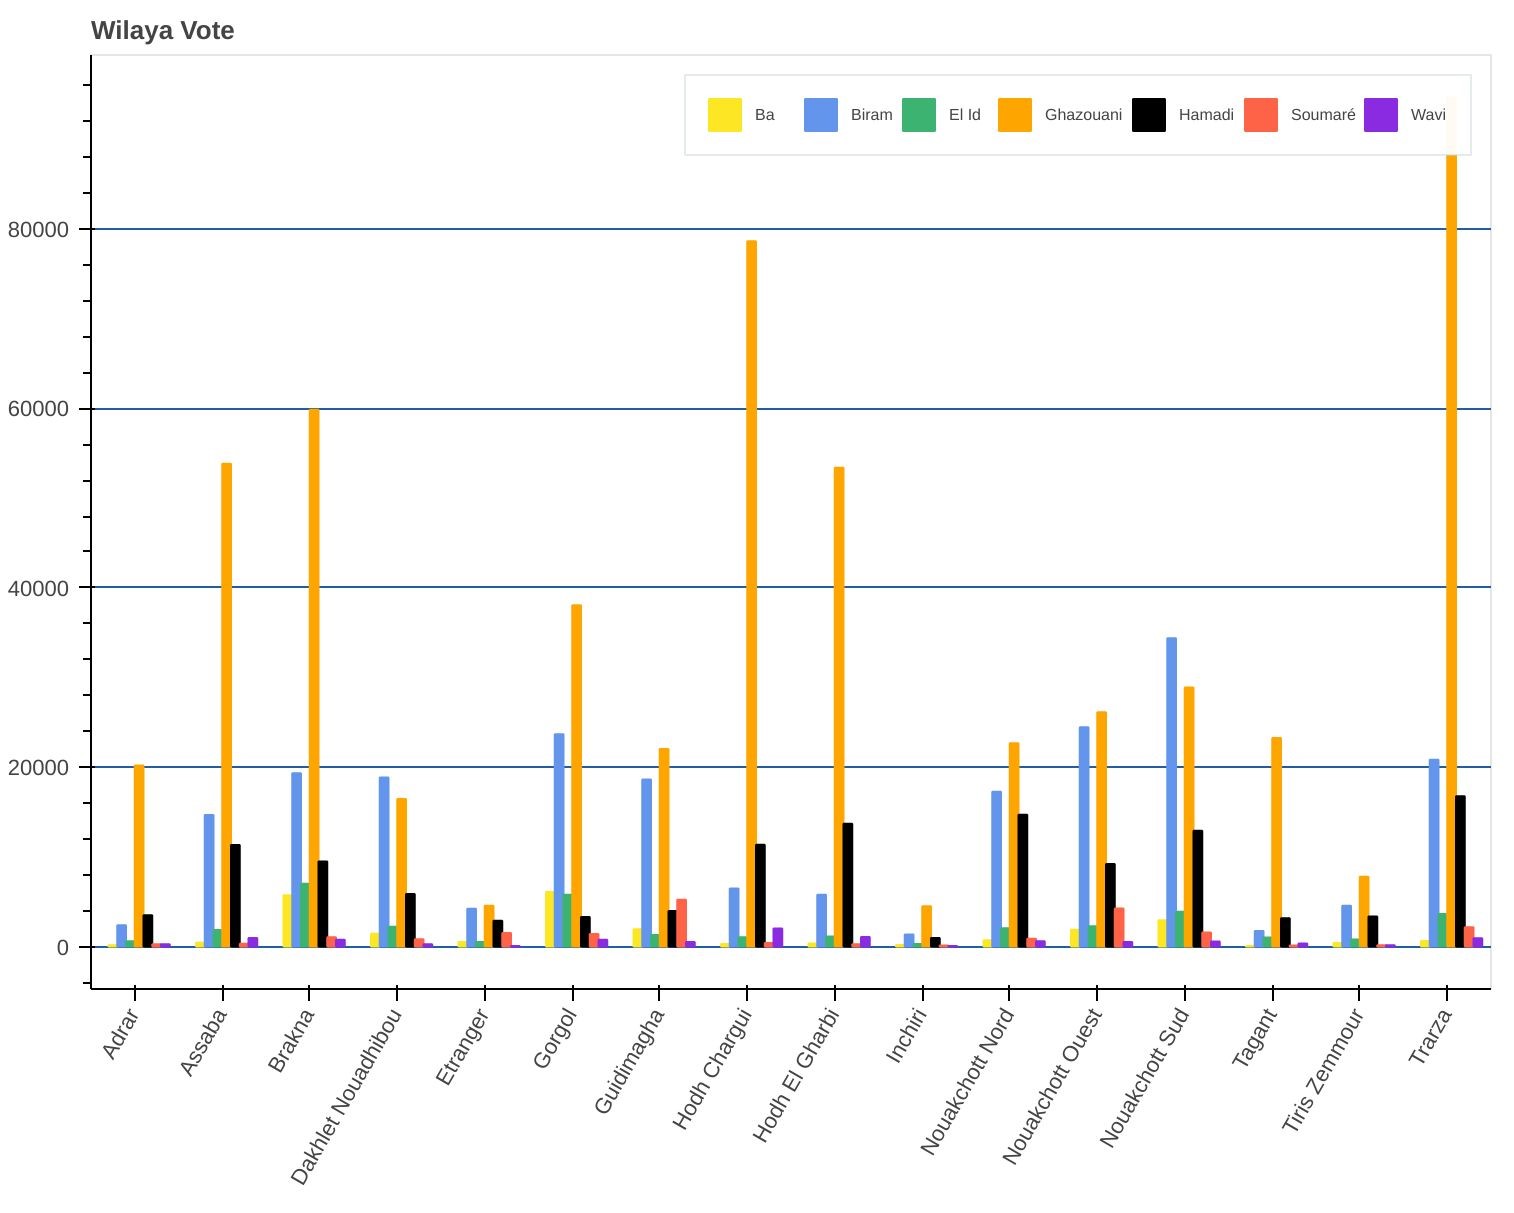 Wilaya Vote
Ba Biram El Id Ghazouani Hamadi Soumaré Wavi
80000
60000
40000
20000
0
Adrar
Assaba
Brakna
Dakhlet Nouadhibou
Etranger
Gorgol
Guidimagha
Hodh Chargui
Hodh El Gharbi
Inchiri
Nouakchott Nord
Nouakchott Ouest
Nouakchott Sud
Tagant
Tiris Zemmour
Trarza